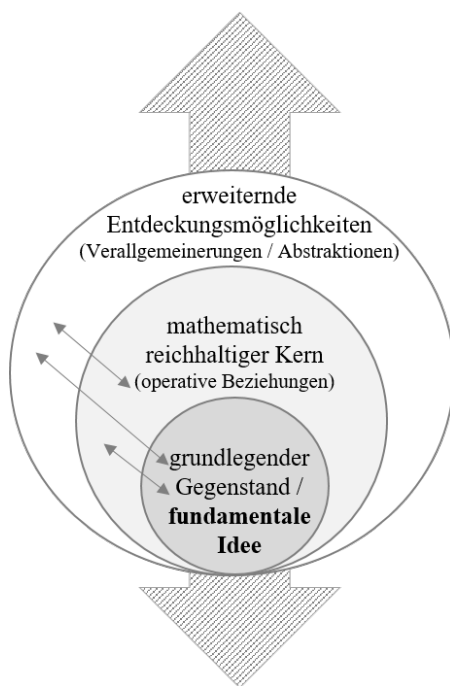 erweiternde
Entdeckungsmöglichkeiten
(Verallgemeinerungen / Abstraktionen)
mathematisch
reichhaltiger Kern
(operative Beziehungen)
grundlegender
Gegenstand /
fundamentale
Idee